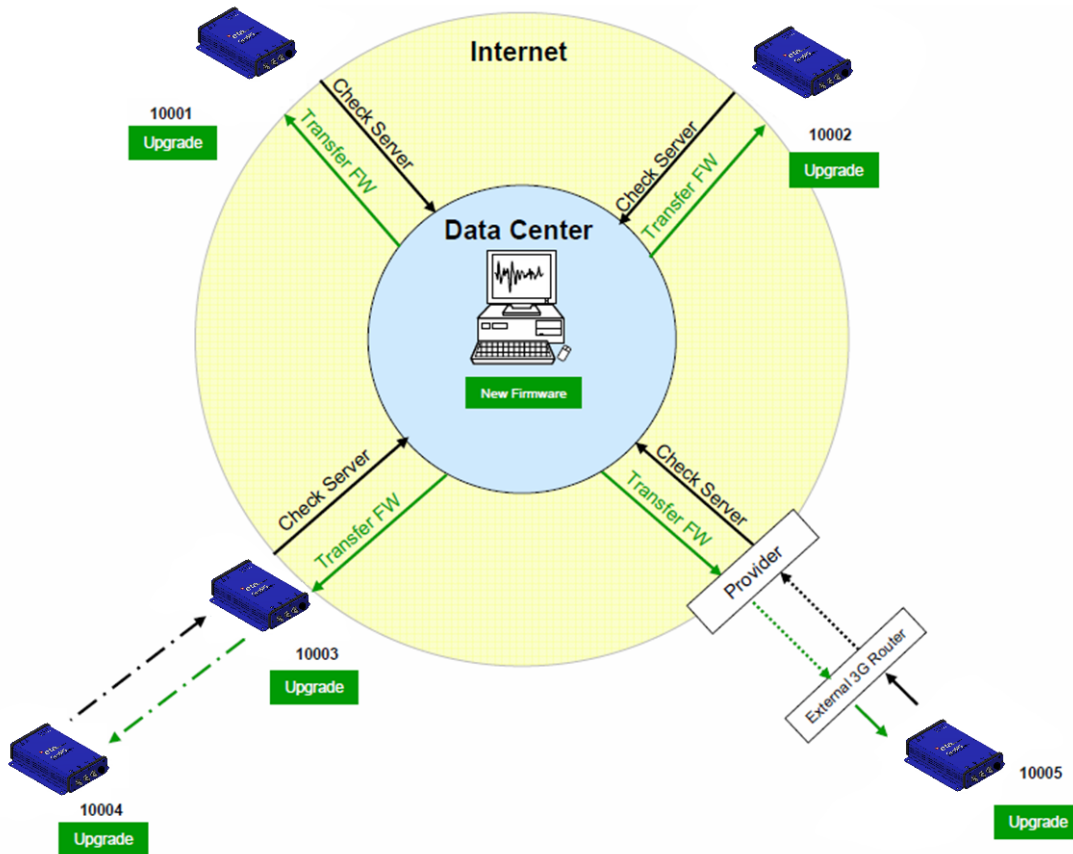 Internet
10001
Upgrade
Check Server
Transfer FW
10002
Upgrade
Check Server
Transfer FW
Data Center
New Firmware
Check Server
Transfer FW
10003
Upgrade
Check Server
Transfer FW
Provider
External 3G Router
10004
Upgrade
10005
Upgrade